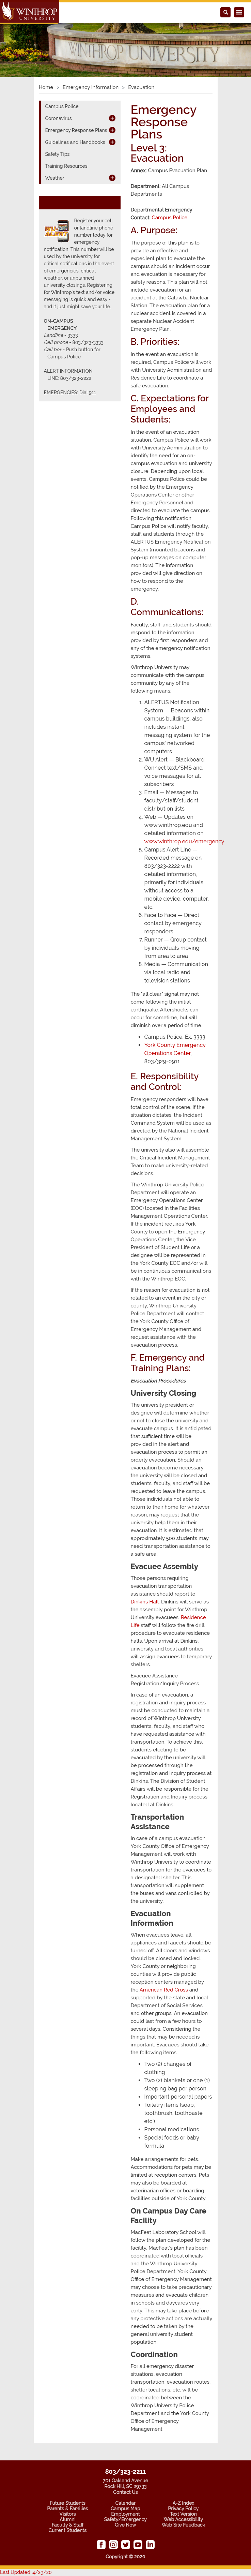 WINTHROP
UNIVERSITY
WINTHROP UNIVERSITY
Home > Emergency Information > Evacuation
Campus Police
Coronavirus
Emergency Response Plans
Guidelines and Handbooks
Safety Tips
Training Resources
Weather
Register your cell
or landline phone
number today for
emergency
notification. This number will be
used by the university for
critical notifications in the event
of emergencies, critical
weather, or unplanned
university closings. Registering
for Winthrop's text and/or voice
messaging is quick and easy -
and it just might save your life.
ON-CAMPUS
EMERGENCY:
Landline - 3333
Cell phone - 803/323-3333
Call box - Push button for
Campus Police
ALERT INFORMATION
LINE: 803/323-2222
EMERGENCIES: Dial 911
Emergency
Response
Plans
Level 3:
Evacuation
Annex: Campus Evacuation Plan
Department: All Campus
Departments
Departmental Emergency
Contact: Campus Police
A. Purpose:
The purpose of this plan is to
provide an orderly and
expedient plan to evacuate the
campus should an incident occur
and evacuation is necessary for
safety reasons. This plan will not
include evacuation for an
incident at the Catawba Nuclear
Station. The evacuation plan for
a nuclear accident is covered in
a separate Nuclear Incident
Emergency Plan.
B. Priorities:
In the event an evacuation is
required, Campus Police will work
with University Administration and
Residence Life to coordinate a
safe evacuation.
C. Expectations for
Employees and
Students:
In the event of an evacuation
situation, Campus Police will work
with University Administration to
identify the need for an on-
campus evacuation and university
closure. Depending upon local
events, Campus Police could be
notified by the Emergency
Operations Center or other
Emergency Personnel and
directed to evacuate the campus.
Following this notification,
Campus Police will notify faculty,
staff, and students through the
ALERTUS Emergency Notification
System (mounted beacons and
pop-up messages on computer
monitors). The information
provided will give direction on
how to respond to the
emergency.
D.
Communications:
Faculty, staff, and students should
respond to the information
provided by first responders and
any of the emergency notification
systems.
Winthrop University may
communicate with the campus
community by any of the
following means:
1. ALERTUS Notification
System — Beacons within
campus buildings, also
includes instant
messaging system for the
campus' networked
computers
2. WU Alert — Blackboard
Connect text/SMS and
voice messages for all
subscribers
3. Email — Messages to
faculty/staff/student
distribution lists
4. Web — Updates on
www.winthrop.edu and
detailed information on
www.winthrop.edu/emergency
5. Campus Alert Line —
Recorded message on
803/323-2222 with
detailed information,
primarily for individuals
without access to a
mobile device, computer,
etc.
6. Face to Face — Direct
contact by emergency
responders
7. Runner — Group contact
by individuals moving
from area to area
8. Media — Communication
via local radio and
television stations
The "all clear" signal may not
come following the initial
earthquake. Aftershocks can
occur for sometime, but will
diminish over a period of time.
• Campus Police, Ex. 3333
• York County Emergency
Operations Center,
803/329-0911
E. Responsibility
and Control:
Emergency responders will have
total control of the scene. If the
situation dictates, the Incident
Command System will be used as
directed by the National Incident
Management System.
The university also will assemble
the Critical Incident Management
Team to make university-related
decisions.
The Winthrop University Police
Department will operate an
Emergency Operations Center
(EOC) located in the Facilities
Management Operations Center.
If the incident requires York
County to open the Emergency
Operations Center, the Vice
President of Student Life or a
designee will be represented in
the York County EOC and/or will
be in continuous communications
with the Winthrop EOC.
If the reason for evacuation is not
related to an event in the city or
county, Winthrop University
Police Department will contact
the York County Office of
Emergency Management and
request assistance with the
evacuation process.
F. Emergency and
Training Plans:
Evacuation Procedures
University Closing
The university president or
designee will determine whether
or not to close the university and
evacuate campus. It is anticipated
that sufficient time will be
provided in the alert and
evacuation process to permit an
orderly evacuation. Should an
evacuation become necessary,
the university will be closed and
students, faculty, and staff will be
requested to leave the campus.
Those individuals not able to
return to their homes for whatever
reason, may request that the
university help them in their
evacuation. It is estimated that
approximately 500 students may
need transportation assistance to
a safe area.
Evacuee Assembly
Those persons requiring
evacuation transportation
assistance should report to
Dinkins Hall. Dinkins will serve as
the assembly point for Winthrop
University evacuees. Residence
Life staff will follow the fire drill
procedure to evacuate residence
halls. Upon arrival at Dinkins,
university and local authorities
will assign evacuees to temporary
shelters.
Evacuee Assistance
Registration/Inquiry Process
In case of an evacuation, a
registration and inquiry process
must be conducted to maintain a
record of Winthrop University
students, faculty, and staff who
have requested assistance with
transportation. To achieve this,
students electing to be
evacuated by the university will
be processed through the
registration and inquiry process at
Dinkins. The Division of Student
Affairs will be responsible for the
Registration and Inquiry process
located at Dinkins.
Transportation
Assistance
In case of a campus evacuation,
York County Office of Emergency
Management will work with
Winthrop University to coordinate
transportation for the evacuees to
a designated shelter. This
transportation will supplement
the buses and vans controlled by
the university.
Evacuation
Information
When evacuees leave, all
appliances and faucets should be
turned off. All doors and windows
should be closed and locked.
York County or neighboring
counties will provide public
reception centers managed by
the American Red Cross and
supported by the state and local
Department of Social Services
and other groups. An evacuation
could last from a few hours to
several days. Considering the
things that may be needed is
important. Evacuees should take
the following items:
• Two (2) changes of
clothing
• Two (2) blankets or one (1)
sleeping bag per person
• Important personal papers
• Toiletry items (soap,
toothbrush, toothpaste,
etc.)
• Personal medications
• Special foods or baby
formula
Make arrangements for pets.
Accommodations for pets may be
limited at reception centers. Pets
may also be boarded at
veterinarian offices or boarding
facilities outside of York County.
On Campus Day Care
Facility
MacFeat Laboratory School will
follow the plan developed for the
facility. MacFeat's plan has been
coordinated with local officials
and the Winthrop University
Police Department. York County
Office of Emergency Management
may choose to take precautionary
measures and evacuate children
in schools and daycares very
early. This may take place before
any protective actions are
deemed to be needed by the
general university student
population.
Coordination
For all emergency disaster
situations, evacuation
transportation; evacuation routes;
shelter locations, etc. will be
coordinated between the
Winthrop University Police
Department and the York County
Office of Emergency
Management.
803/323-2211
701 Oakland Avenue
Rock Hill, SC 29733
Contact Us
Future Students
Parents & Families
Visitors
Alumni
Faculty & Staff
Current Students
Calendar
Campus Map
Employment
Safety/Emergency
Give Now
A-Z Index
Privacy Policy
Text Version
Web Accessibility
Web Site Feedback
Copyright © 2020
Last Updated: 4/29/20